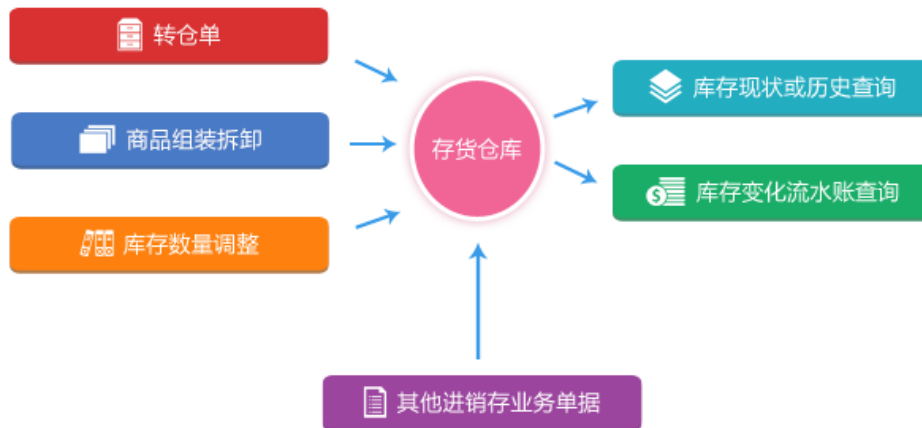 转仓单
商品组装拆卸
库存数量调整
存货仓库
库存现状或历史查询
库存变化流水账查询
其他进销存业务单据